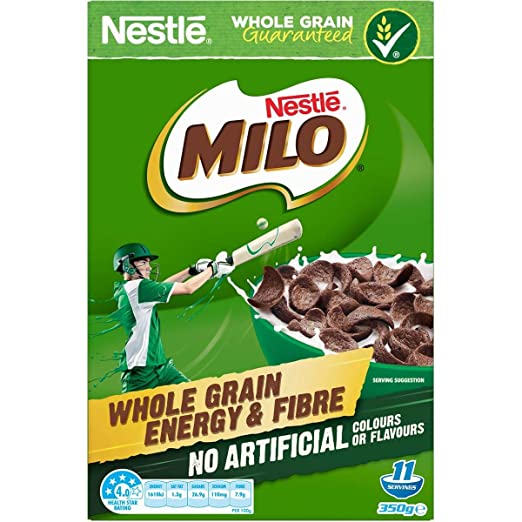 Nestlé®
WHOLE GRAIN
Guaranteed
®
Nestlé®
MILO®
SERVING SUGGESTION
WHOLE GRAIN
ENERGY & FIBRE
NO ARTIFICIAL
COLOURS
OR FLAVOURS
4.0
HEALTH STAR
RATING
ENERGY
1610kJ
SAT FAT
1.3g
SUGARS
26.9g
SODIUM
110mg
FIBRE
7.9g
PER 100g
11
SERVINGS
350g℮